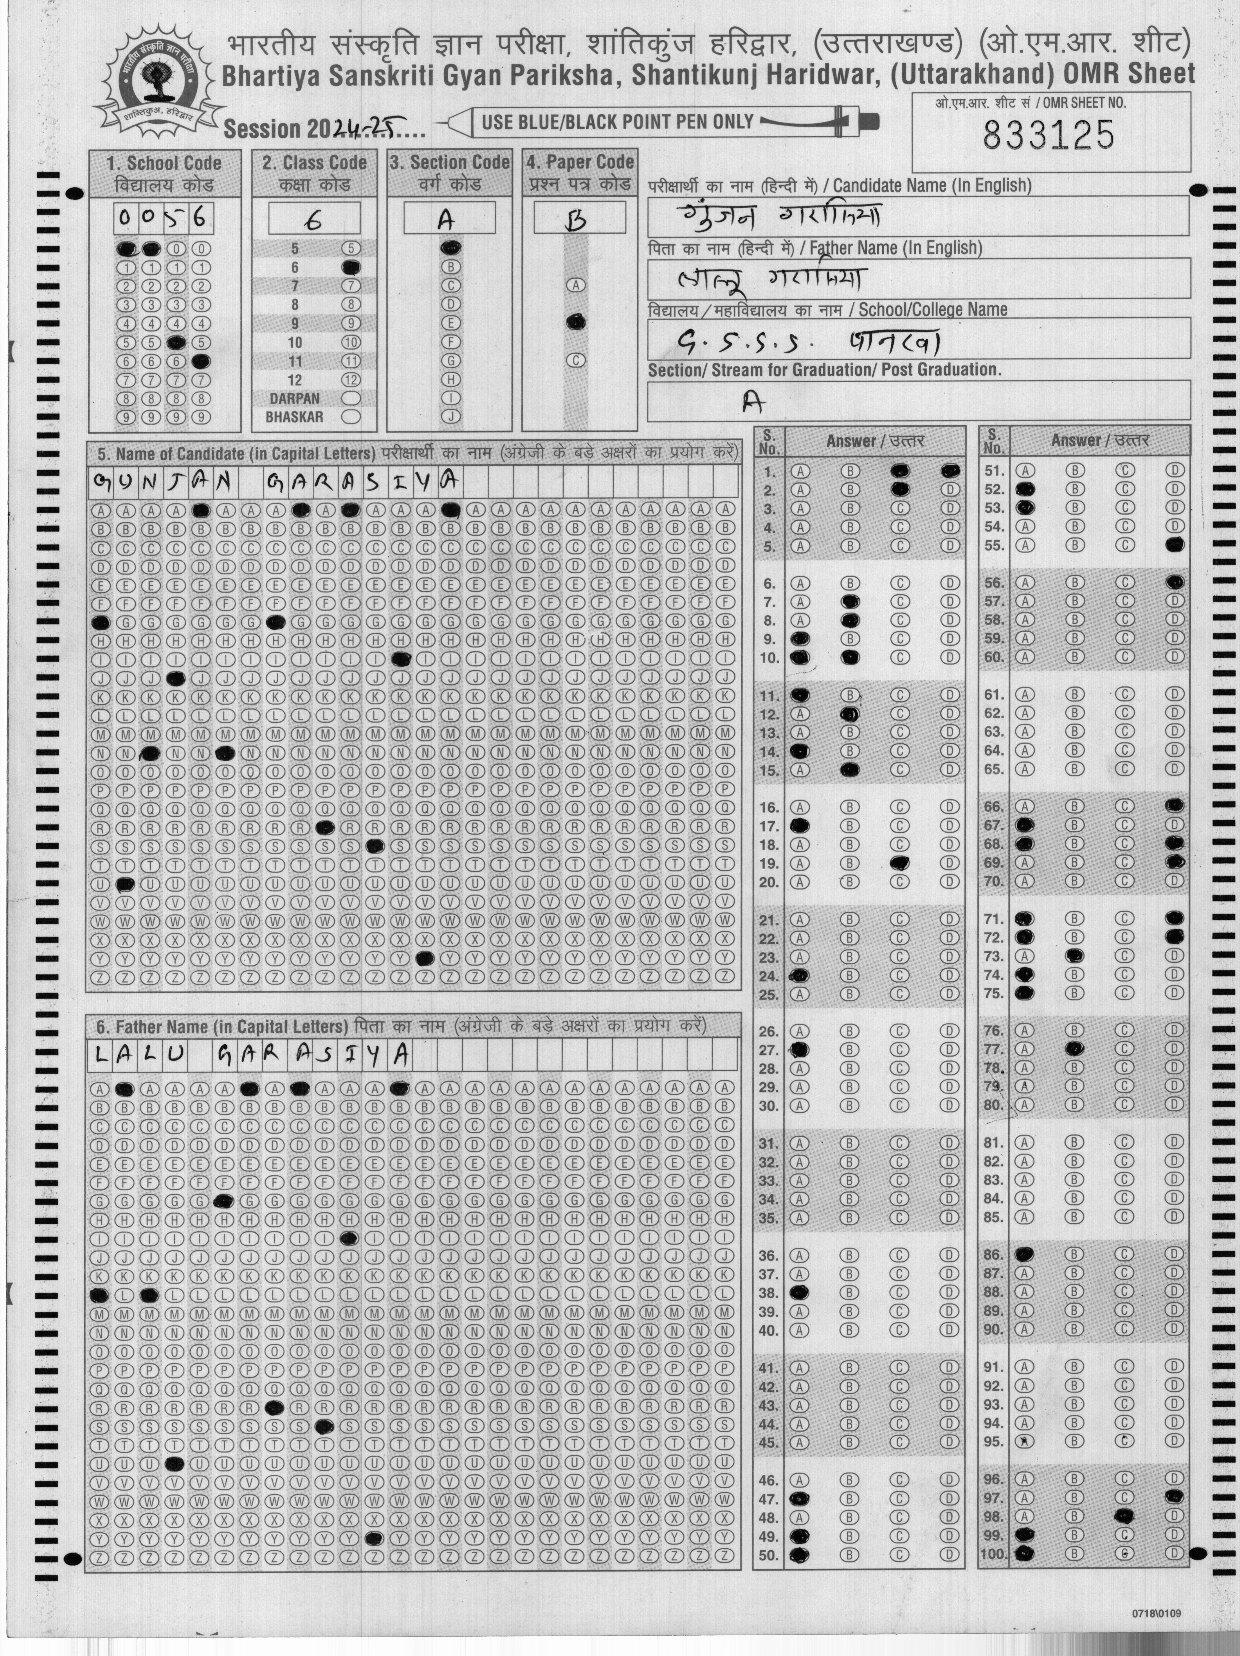 भारतीय संस्कृति ज्ञान परीक्षा, शांतिकुंज हरिद्वार, (उत्तराखण्ड) (ओ.एम.आर. शीट)
Bhartiya Sanskriti Gyan Pariksha, Shantikunj Haridwar, (Uttarakhand) OMR Sheet
Session 2024-25
USE BLUE/BLACK POINT PEN ONLY
ओ.एम.आर. शीट सं / OMR SHEET NO.
833125
1. School Code
विद्यालय कोड
0056
2. Class Code
कक्षा कोड
6
5
6
7
8
9
10
11
12
DARPAN
BHASKAR
3. Section Code
वर्ग कोड
A
4. Paper Code
प्रश्न पत्र कोड
B
परीक्षार्थी का नाम (हिन्दी में) / Candidate Name (In English)
गुंजन गरासिया
पिता का नाम (हिन्दी में) / Father Name (In English)
लालू गरासिया
विद्यालय / महाविद्यालय का नाम / School/College Name
G.S.S.S.
Section/ Stream for Graduation/ Post Graduation.
A
5. Name of Candidate (in Capital Letters) परीक्षार्थी का नाम (अंग्रेजी के बड़े अक्षरों का प्रयोग करें)
GUNJAN GARASIYA
6. Father Name (in Capital Letters) पिता का नाम (अंग्रेजी के बड़े अक्षरों का प्रयोग करें)
LALU GARASIYA
S. No. Answer / उत्तर
S. No. Answer / उत्तर
0718\0109